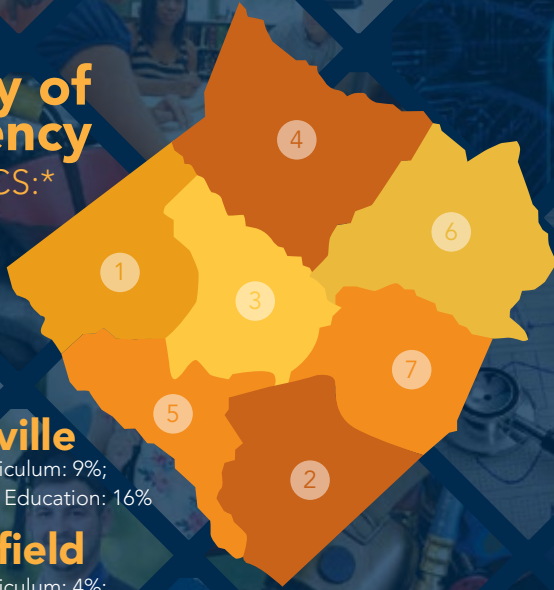 y of
ency
CS:*
4
6
1
3
7
5
ville
iculum: 9%;
Education: 16%
2
field
iculum: 4%;